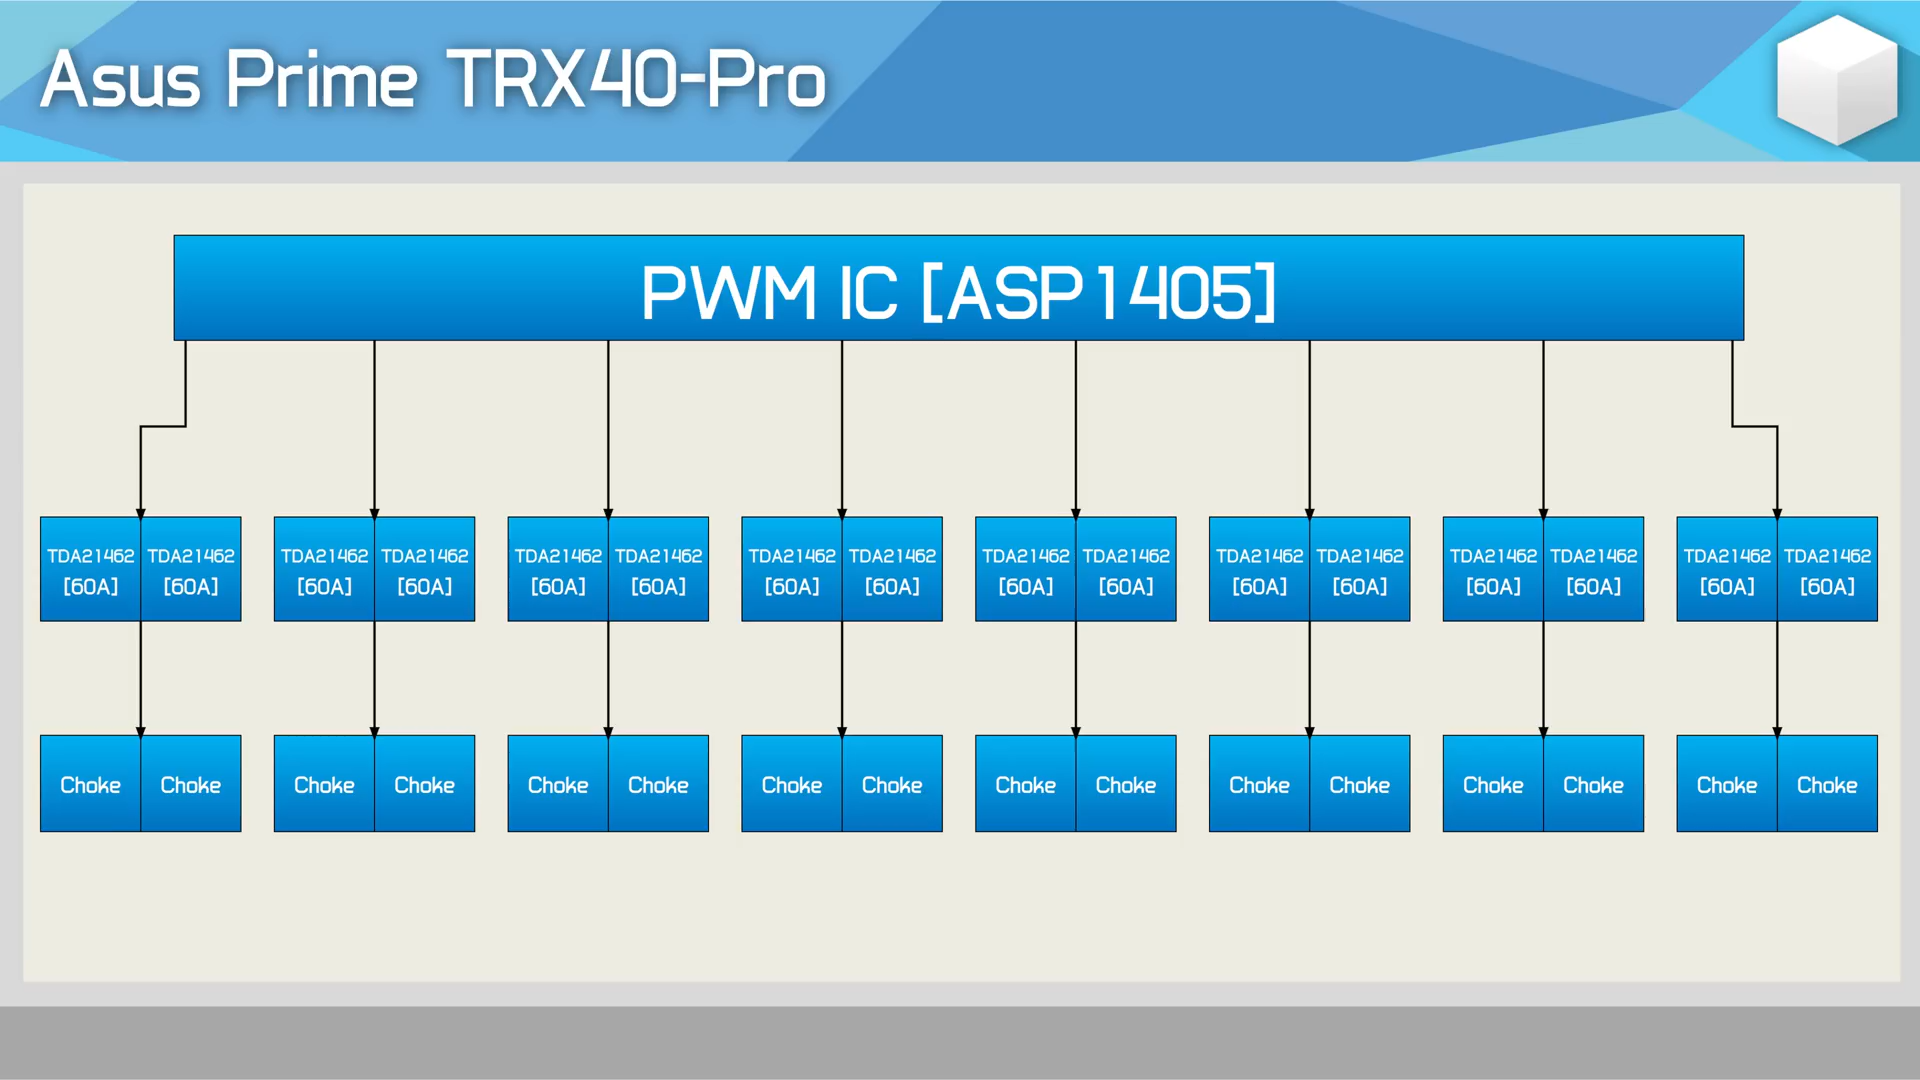 Asus Prime TRX40-Pro
PWM IC [ASP1405]
TDA21462 TDA21462 TDA21462 TDA21462 TDA21462 TDA21462 TDA21462 TDA21462 TDA21462 TDA21462 TDA21462 TDA21462 TDA21462 TDA21462 TDA21462 TDA21462
[60A] [60A] [60A] [60A] [60A] [60A] [60A] [60A] [60A] [60A] [60A] [60A] [60A] [60A] [60A] [60A]
Choke Choke Choke Choke Choke Choke Choke Choke Choke Choke Choke Choke Choke Choke Choke Choke